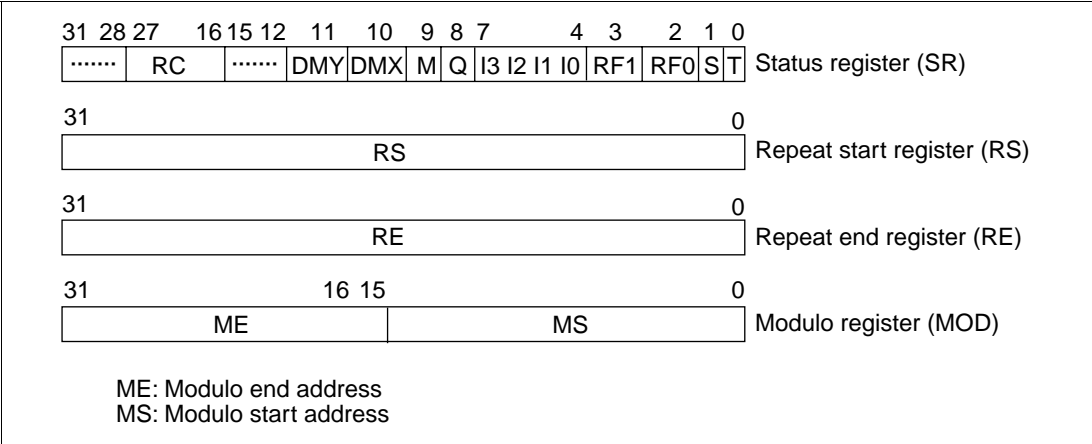 31 28 27 16 15 12 11 10 9 8 7 4 3 2 1 0
······· RC ······· DMY DMX M Q I3 I2 I1 I0 RF1 RF0 S T Status register (SR)
31 0
RS Repeat start register (RS)
31 0
RE Repeat end register (RE)
31 16 15 0
ME MS Modulo register (MOD)
ME: Modulo end address
MS: Modulo start address